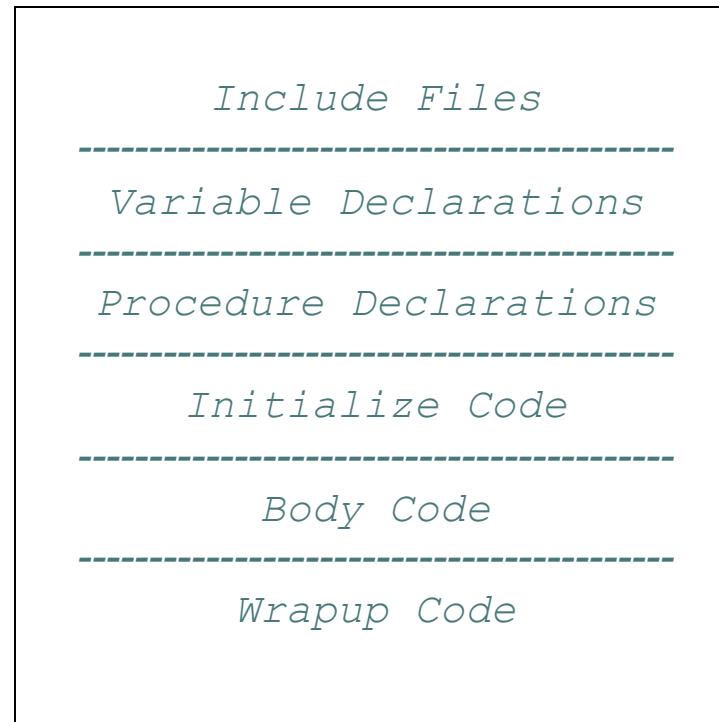 Include Files
Variable Declarations
Procedure Declarations
Initialize Code
Body Code
Wrapup Code